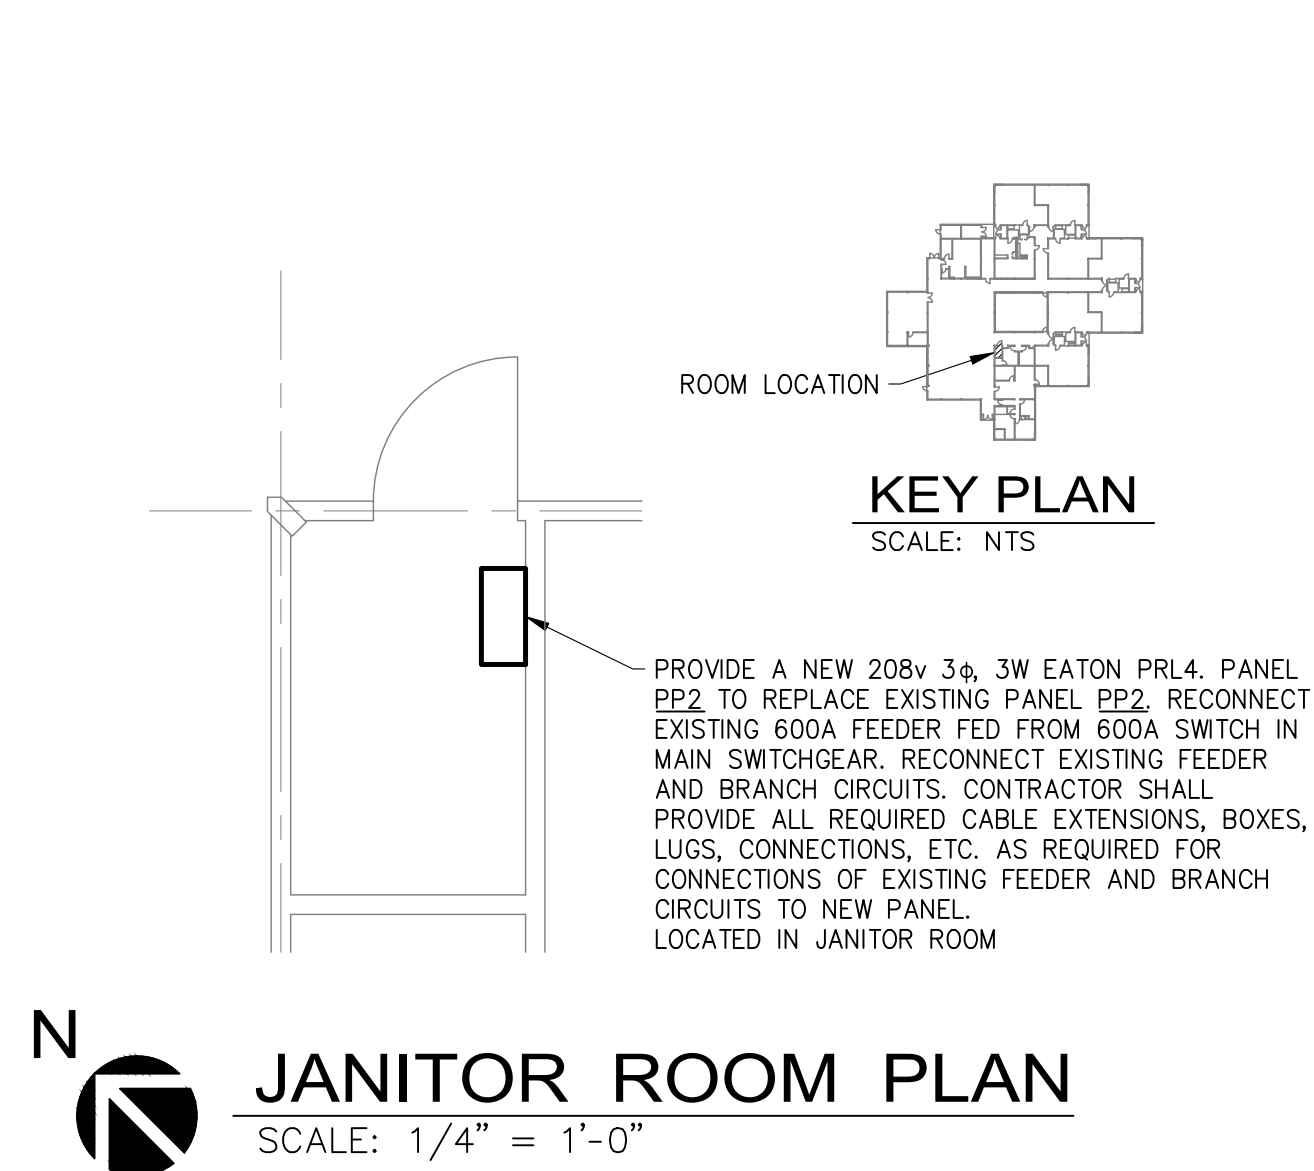 ROOM LOCATION
KEY PLAN
SCALE: NTS
PROVIDE A NEW 208v 3ϕ, 3W EATON PRL4. PANEL
PP2 TO REPLACE EXISTING PANEL PP2. RECONNECT
EXISTING 600A FEEDER FED FROM 600A SWITCH IN
MAIN SWITCHGEAR. RECONNECT EXISTING FEEDER
AND BRANCH CIRCUITS. CONTRACTOR SHALL
PROVIDE ALL REQUIRED CABLE EXTENSIONS, BOXES,
LUGS, CONNECTIONS, ETC. AS REQUIRED FOR
CONNECTIONS OF EXISTING FEEDER AND BRANCH
CIRCUITS TO NEW PANEL.
LOCATED IN JANITOR ROOM
N
JANITOR ROOM PLAN
SCALE: 1/4” = 1’-0”